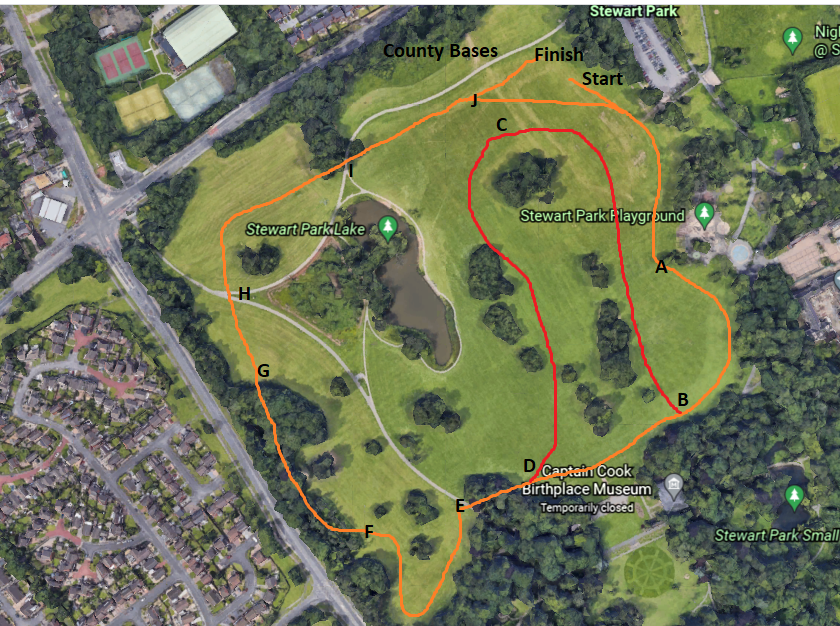 Stewart Park
County Bases
Finish
Nig
@ S
Start
J
C
I
Stewart Park Playground
Stewart Park Lake
A
H
G
B
D
Captain Cook
Birthplace Museum
Temporarily closed
E
F
Stewart Park Small